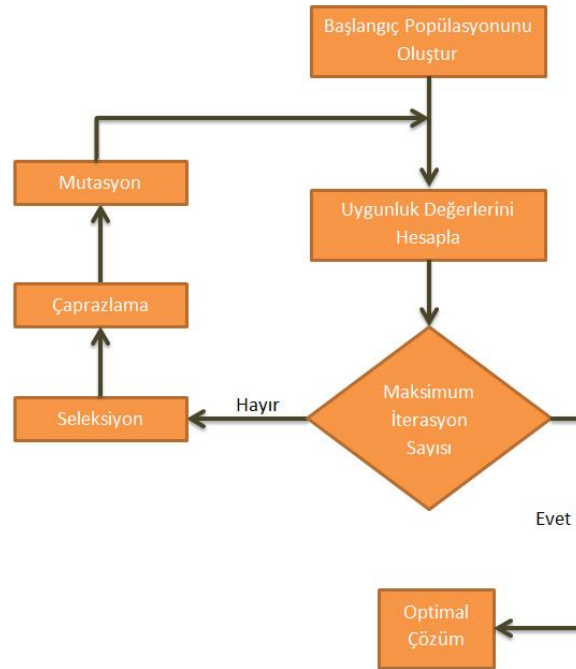 Başlangıç Popülasyonunu
Oluştur
Mutasyon
Uygunluk Değerlerini
Hesapla
Çaprazlama
Seleksiyon
Hayır
Maksimum
İterasyon
Sayısı
Evet
Optimal
Çözüm